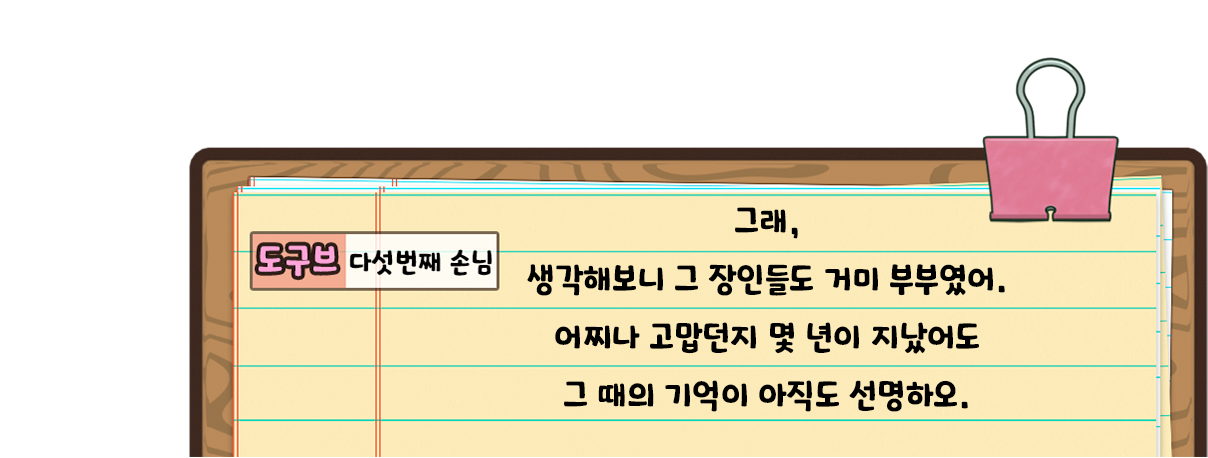 그래,
도구브 다섯번째 손님
생각해보니 그 장인들도 거미 부부였어.
어찌나 고맙던지 몇 년이 지났어도
그 때의 기억이 아직도 선명하오.